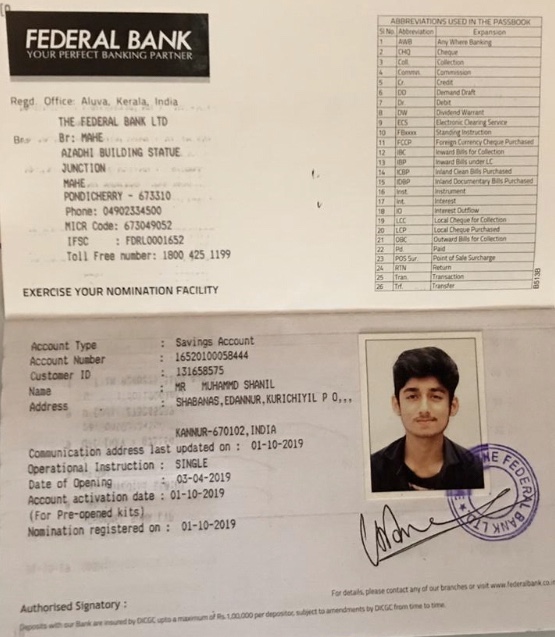 FEDERAL BANK
YOUR PERFECT BANKING PARTNER
Regd. Office: Aluva, Kerala, India
THE FEDERAL BANK LTD
Br: MAHE
AZADHI BUILDING STATUE
JUNCTION
MAHE
PONDICHERRY - 673310
Phone: 04902334500
MICR Code: 673049052
IFSC : FDRL0001652
Toll Free number: 1800 425 1199
EXERCISE YOUR NOMINATION FACILITY
ABBREVIATIONS USED IN THE PASSBOOK
Sl No. Abbreviation Expansion
1 AWB Any Where Banking
2 CHQ Cheque
3 Coll. Collection
4 Commn. Commission
5 Cr. Credit
6 DD Demand Draft
7 Dr. Debit
8 DW Dividend Warrant
9 ECS Electronic Clearing Service
10 FBxxxx Standing Instruction
11 FCCP Foreign Currency Cheque Purchased
12 IBC Inward Bills for Collection
13 IBP Inward Bills under LC
14 ICBP Inland Clean Bills Purchased
15 IDBP Inland Documentary Bills Purchased
16 Inst. Instrument
17 Int. Interest
18 IO Interest Outflow
19 LCC Local Cheque for Collection
20 LCP Local Cheque Purchased
21 OBC Outward Bills for Collection
22 Pd. Paid
23 POS Sur. Point of Sale Surcharge
24 RTN Return
25 Tran. Transaction
26 Trf. Transfer
B513B
Account Type : Savings Account
Account Number : 16520100058444
Customer ID : 131658575
Name : MR MUHAMMD SHANIL
Address : SHABANAS,EDANNUR,KURICHIYIL P O,,,
KANNUR-670102,INDIA
Communication address last updated on : 01-10-2019
Operational Instruction : SINGLE
Date of Opening : 03-04-2019
Account activation date : 01-10-2019
(For Pre-opened kits)
Nomination registered on : 01-10-2019
THE FEDERAL BANK LTD
For details, please contact any of our branches or visit www.federalbank.co.in
Authorised Signatory :
Deposits with our Bank are insured by DICGC upto a maximum of Rs.1,00,000 per depositor, subject to amendments by DICGC from time to time.